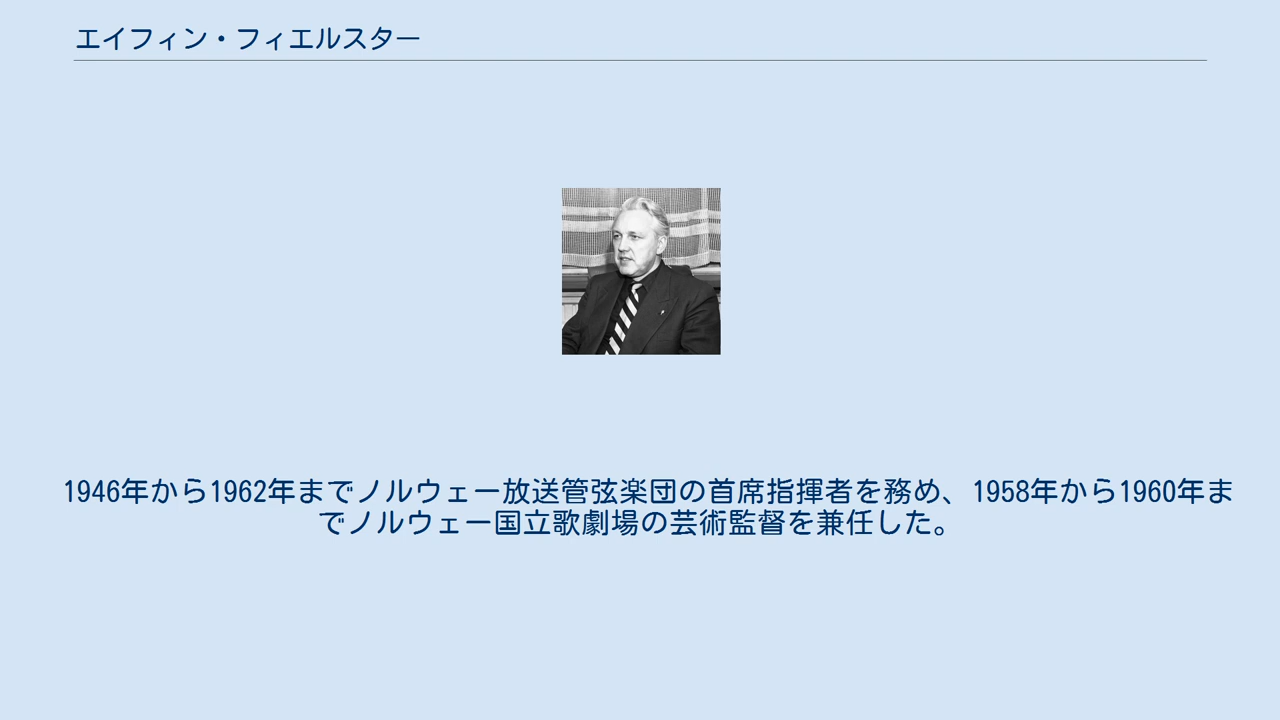 エイフィン・フィエルスター
1946年から1962年までノルウェー放送管弦楽団の首席指揮者を務め、1958年から1960年ま
でノルウェー国立歌劇場の芸術監督を兼任した。